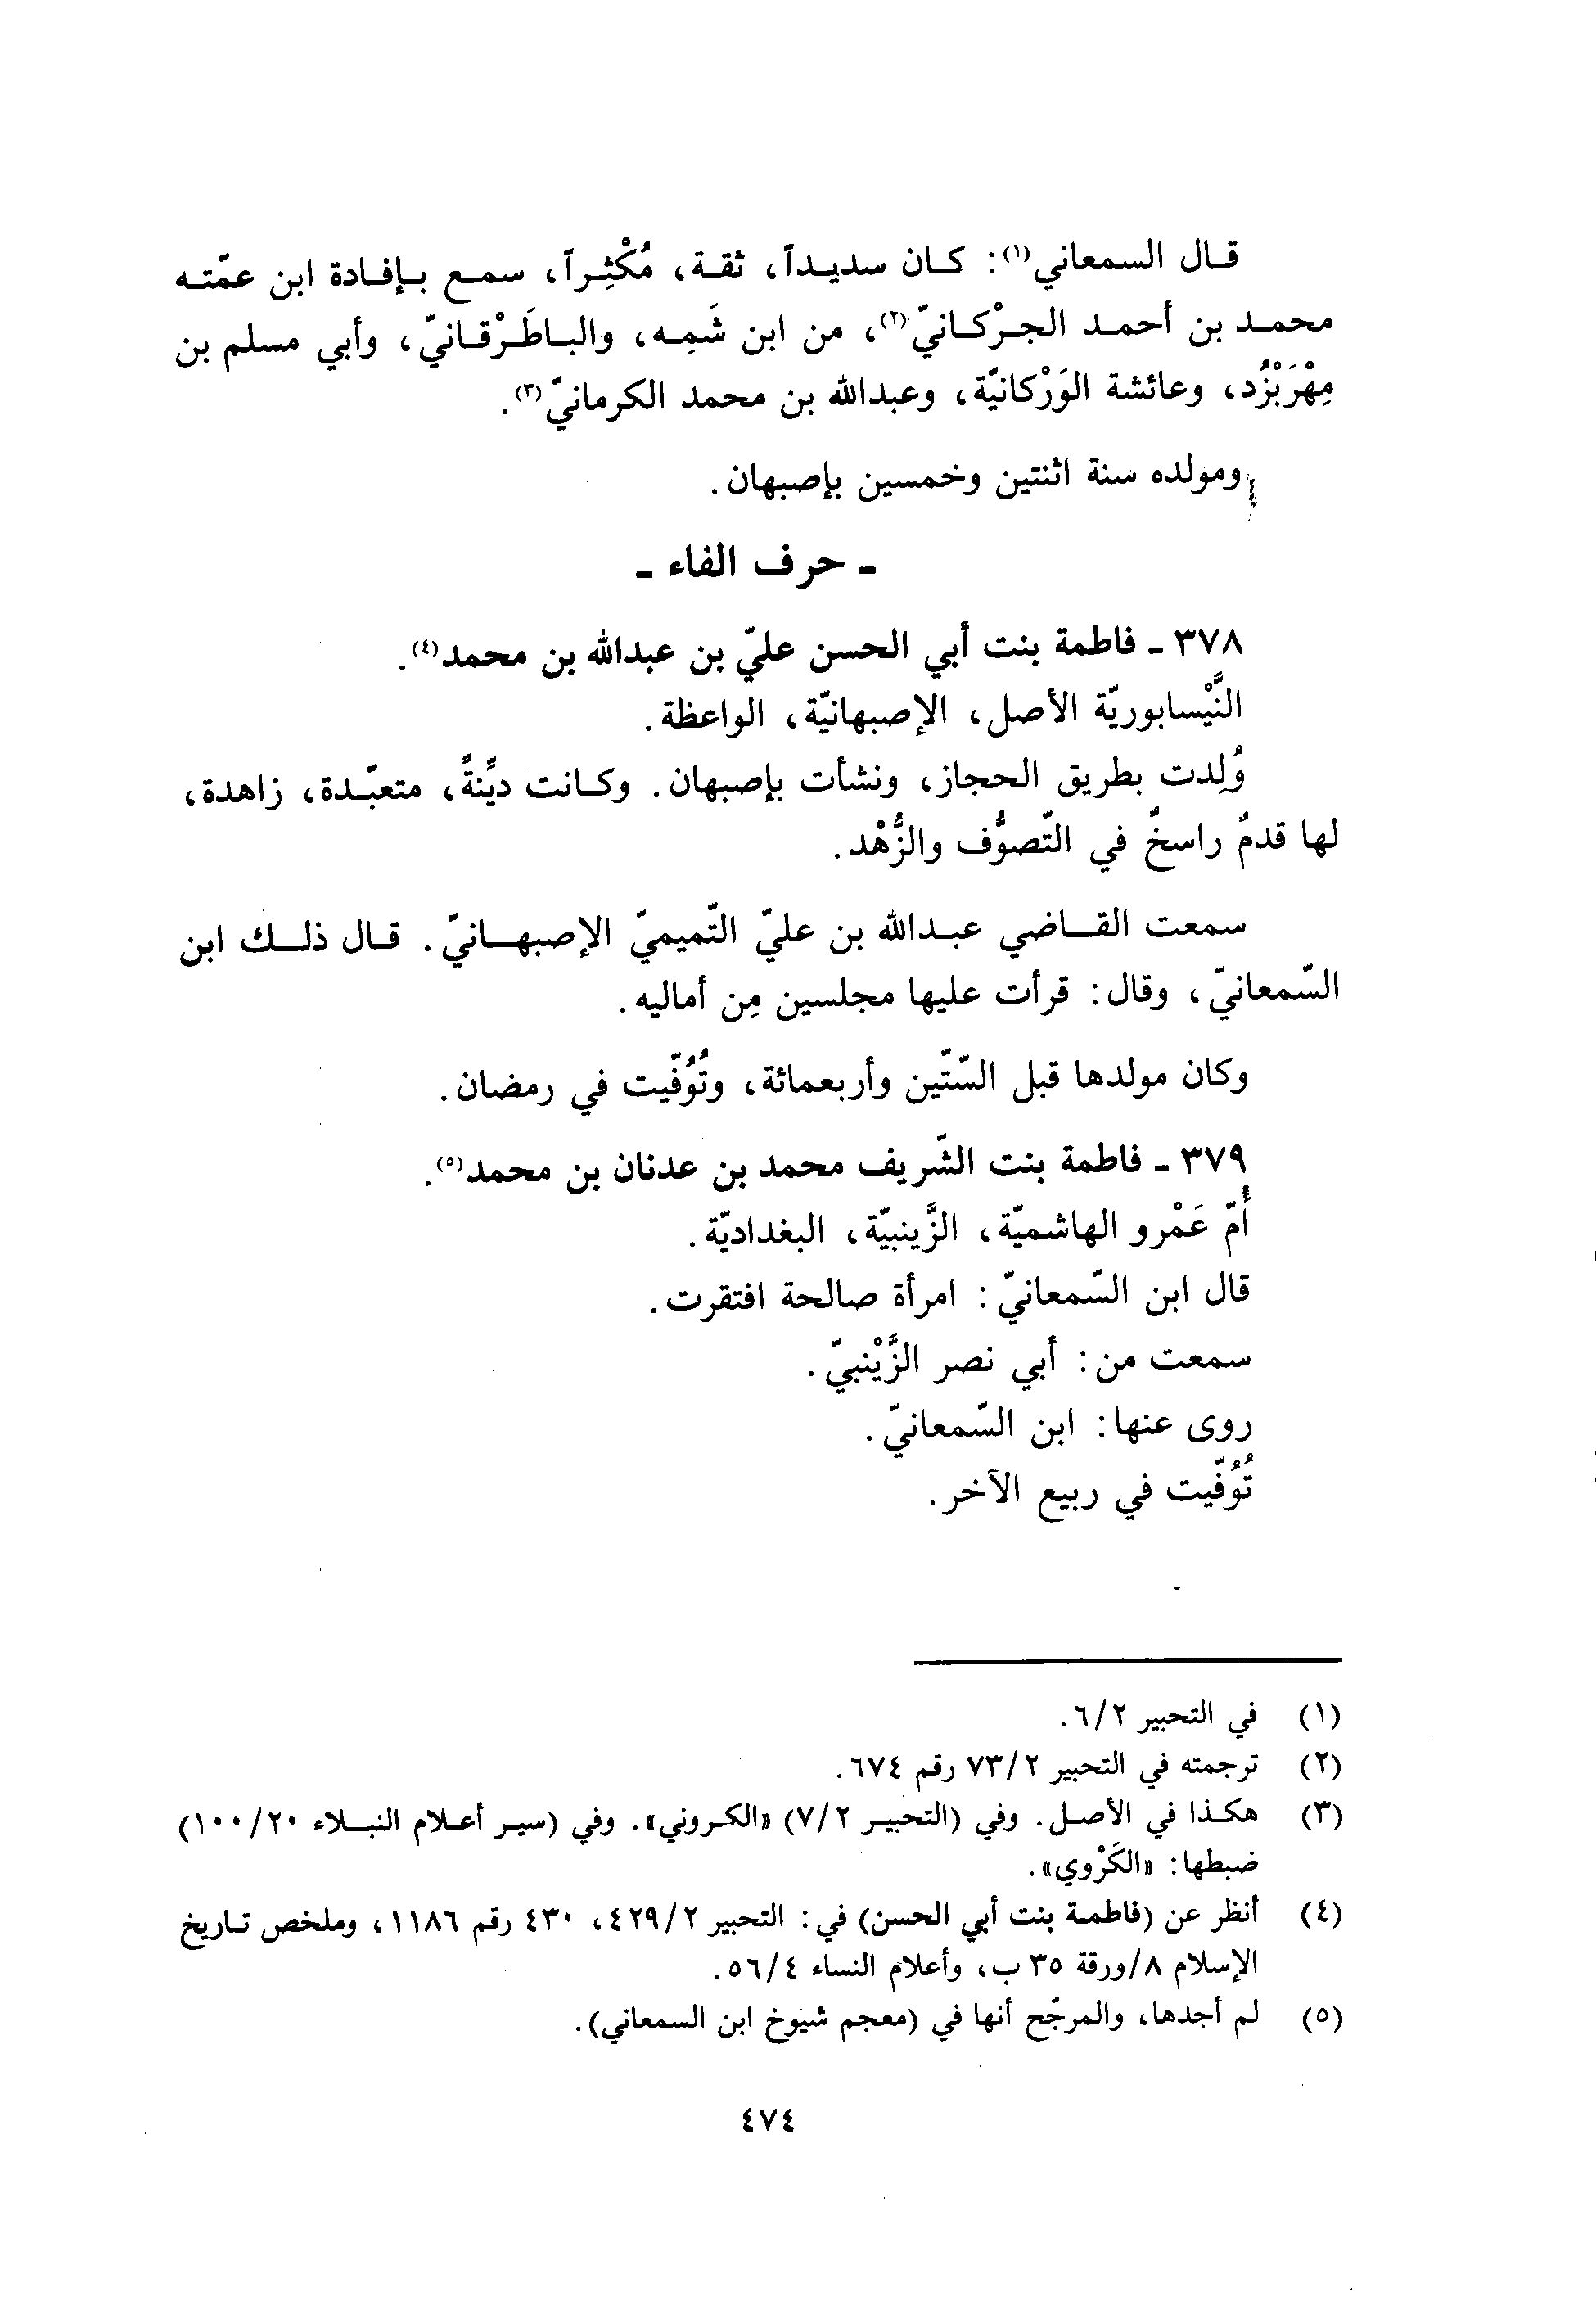 قال السمعاني(١): كان سديداً، ثقة، مُكْثِراً، سمع بإفادة ابن عمّته
محمد بن أحمد الجرْكانيّ(٢)، من ابن شَمِه، والباطَرْقانيّ، وأبي مسلم بن
مِهْرَبْزُد، وعائشة الوَرْكانيّة، وعبدالله بن محمد الكرمانيّ(٣).
ومولده سنة اثنتين وخمسين بإصبهان.
ـ حرف الفاء ـ
٣٧٨ ـ فاطمة بنت أبي الحسن عليّ بن عبدالله بن محمد(٤).
النَّيْسابوريّة الأصل، الإصبهانيّة، الواعظة.
وُلِدت بطريق الحجاز، ونشأت بإصبهان. وكانت ديِّنةً، متعبّدة، زاهدة،
لها قدمٌ راسخٌ في التّصوُّف والزُّهْد.
سمعت القاضي عبدالله بن عليّ التّميميّ الإصبهانيّ. قال ذلك ابن
السّمعانيّ، وقال: قرأت عليها مجلسين مِن أماليه.
وكان مولدها قبل السّتّين وأربعمائة، وتُوُفّيت في رمضان.
٣٧٩ ـ فاطمة بنت الشّريف محمد بن عدنان بن محمد(٥).
أُمّ عَمْرو الهاشميّة، الزَّينبيّة، البغداديّة.
قال ابن السّمعانيّ: امرأة صالحة افتقرت.
سمعت من: أبي نصر الزَّيْنبيّ.
روى عنها: ابن السّمعانيّ.
تُوُفّيت في ربيع الآخر.
(١) في التحبير ٦/٢.
(٢) ترجمته في التحبير ٧٣/٢ رقم ٦٧٤.
(٣) هكذا في الأصل. وفي (التحبير ٧/٢) «الكروني». وفي (سير أعلام النبلاء ١٠٠/٢٠)
ضبطها: «الكَرْوي».
(٤) أنظر عن (فاطمة بنت أبي الحسن) في: التحبير ٤٢٩/٢، ٤٣٠ رقم ١١٨٦، وملخص تاريخ
الإسلام ٨/ورقة ٣٥ ب، وأعلام النساء ٥٦/٤.
(٥) لم أجدها، والمرجّح أنها في (معجم شيوخ ابن السمعاني).
٤٧٤